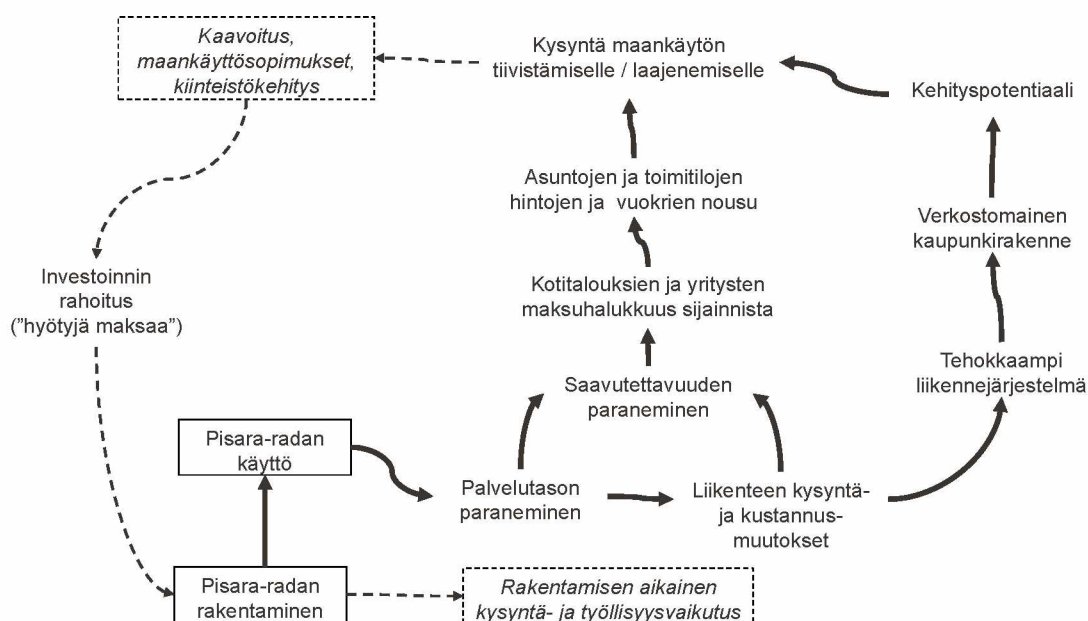 Kaavoitus,
maankäyttösopimukset,
kiinteistökehitys
Kysyntä maankäytön
tiivistämiselle / laajenemiselle
Kehityspotentiaali
Asuntojen ja toimitilojen
hintojen ja vuokrien nousu
Verkostomainen
kaupunkirakenne
Investoinnin
rahoitus
("hyötyjä maksaa")
Kotitalouksien ja yritysten
maksuhalukkuus sijainnista
Tehokkaampi
liikennejärjestelmä
Saavutettavuuden
paraneminen
Pisara-radan
käyttö
Palvelutason
paraneminen
Liikenteen kysyntä-
ja kustannus-
muutokset
Pisara-radan
rakentaminen
Rakentamisen aikainen
kysyntä- ja työllisyysvaikutus